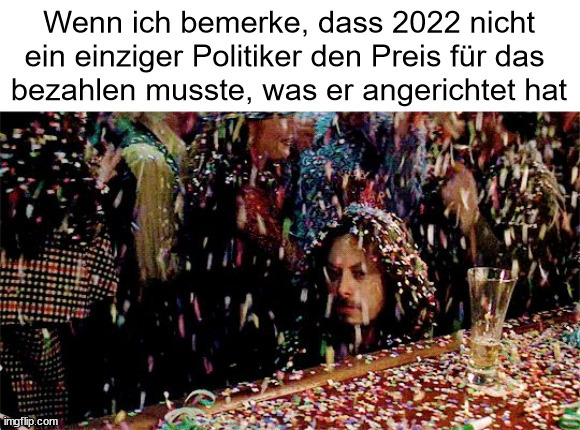 Wenn ich bemerke, dass 2022 nicht
ein einziger Politiker den Preis für das
bezahlen musste, was er angerichtet hat
imgflip.com